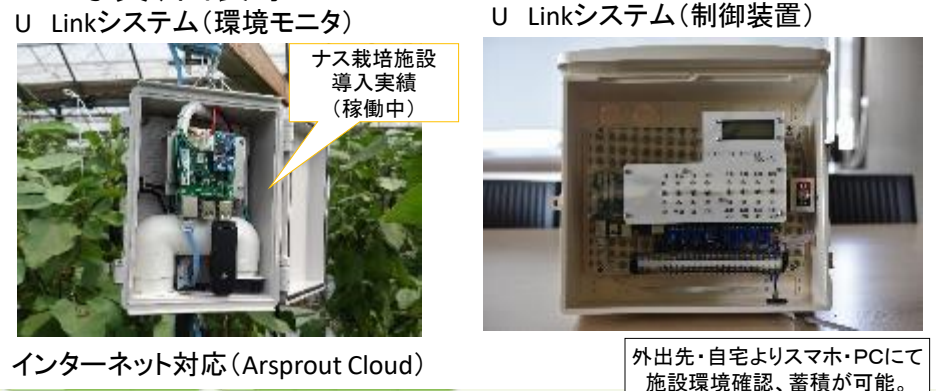 U Linkシステム(環境モニタ)
ナス栽培施設
導入実績
(稼働中)
U Linkシステム(制御装置)
インターネット対応(Arsprout Cloud)
外出先・自宅よりスマホ・PCにて
施設環境確認、蓄積が可能。